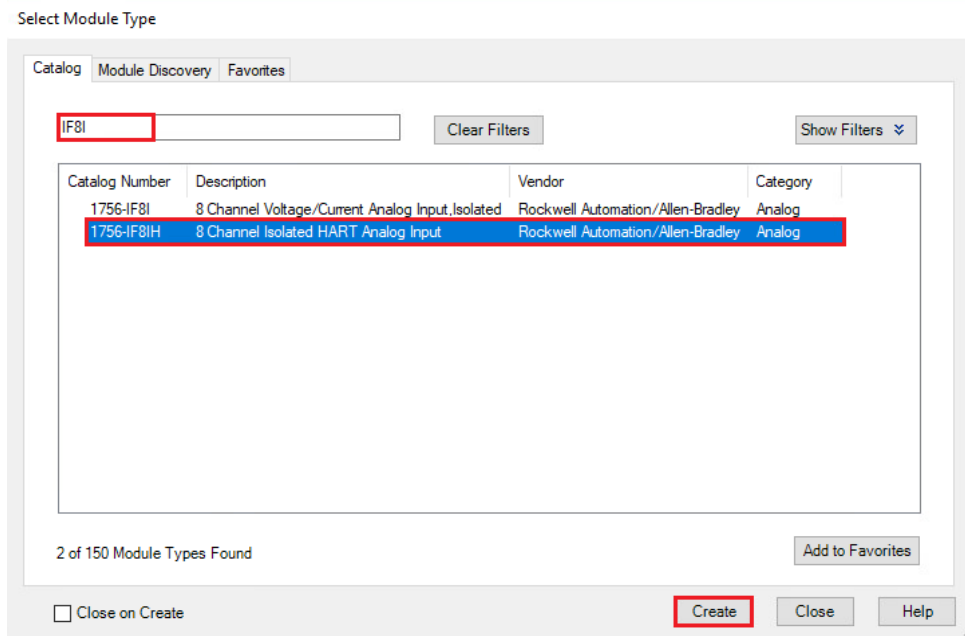 Select Module Type
Catalog Module Discovery Favorites
IF8I Clear Filters Show Filters
Catalog Number Description Vendor Category
1756-IF8I 8 Channel Voltage/Current Analog Input,Isolated Rockwell Automation/Allen-Bradley Analog
1756-IF8IH 8 Channel Isolated HART Analog Input Rockwell Automation/Allen-Bradley Analog
2 of 150 Module Types Found Add to Favorites
Close on Create Create Close Help